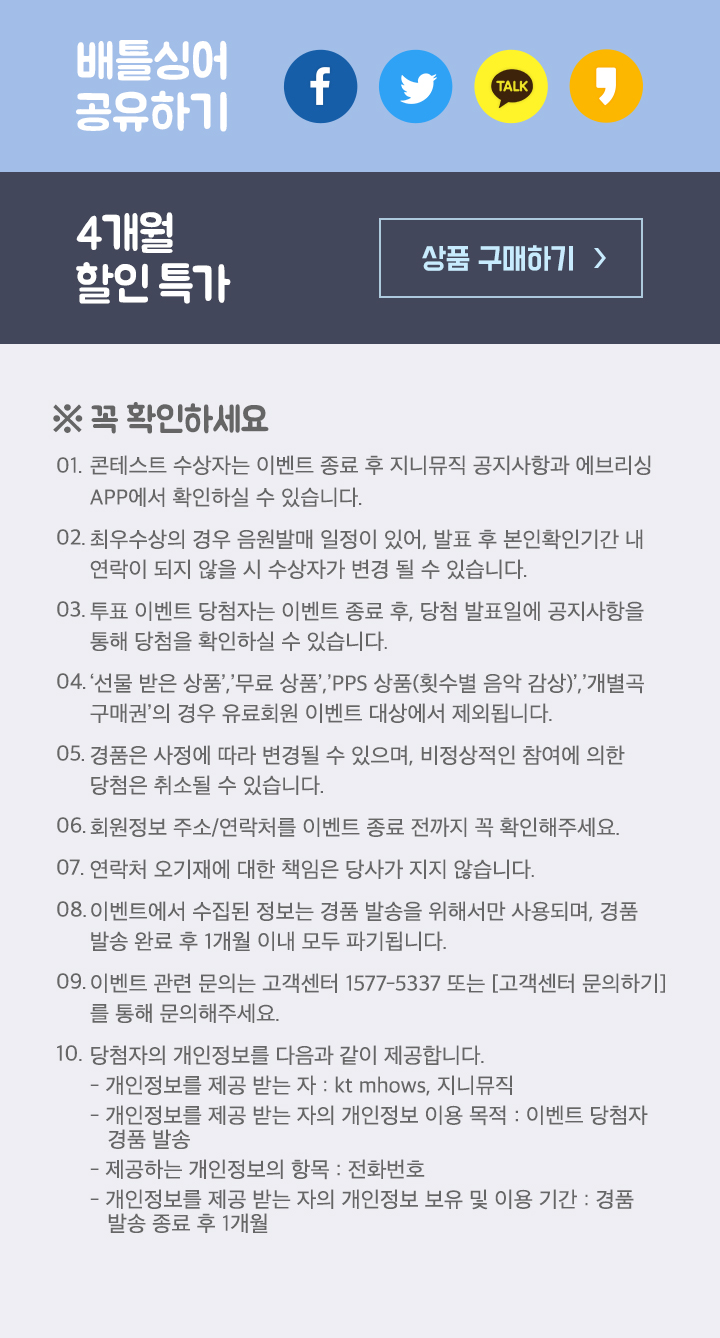 배틀싱어
공유하기
f
TALK
4개월
할인 특가
상품 구매하기 >
※ 꼭 확인하세요
01. 콘테스트 수상자는 이벤트 종료 후 지니뮤직 공지사항과 에브리싱
APP에서 확인하실 수 있습니다.
02. 최우수상의 경우 음원발매 일정이 있어, 발표 후 본인확인기간 내
연락이 되지 않을 시 수상자가 변경 될 수 있습니다.
03. 투표 이벤트 당첨자는 이벤트 종료 후, 당첨 발표일에 공지사항을
통해 당첨을 확인하실 수 있습니다.
04. ‘선물 받은 상품’,’무료 상품’,’PPS 상품(횟수별 음악 감상)’,’개별곡
구매권’의 경우 유료회원 이벤트 대상에서 제외됩니다.
05. 경품은 사정에 따라 변경될 수 있으며, 비정상적인 참여에 의한
당첨은 취소될 수 있습니다.
06. 회원정보 주소/연락처를 이벤트 종료 전까지 꼭 확인해주세요.
07. 연락처 오기재에 대한 책임은 당사가 지지 않습니다.
08. 이벤트에서 수집된 정보는 경품 발송을 위해서만 사용되며, 경품
발송 완료 후 1개월 이내 모두 파기됩니다.
09. 이벤트 관련 문의는 고객센터 1577-5337 또는 [고객센터 문의하기]
를 통해 문의해주세요.
10. 당첨자의 개인정보를 다음과 같이 제공합니다.
- 개인정보를 제공 받는 자 : kt mhows, 지니뮤직
- 개인정보를 제공 받는 자의 개인정보 이용 목적 : 이벤트 당첨자
경품 발송
- 제공하는 개인정보의 항목 : 전화번호
- 개인정보를 제공 받는 자의 개인정보 보유 및 이용 기간 : 경품
발송 종료 후 1개월